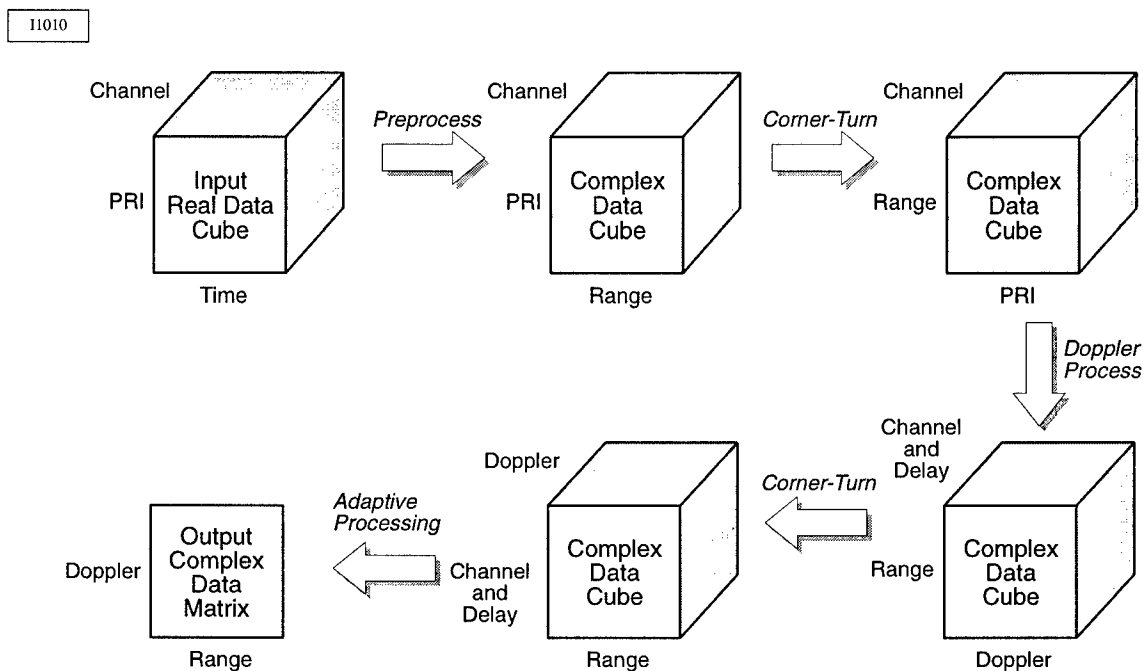 I1010
Channel
PRI
Input
Real Data
Cube
Time
Preprocess
Channel
PRI
Complex
Data
Cube
Range
Corner-Turn
Channel
Range
Complex
Data
Cube
PRI
Doppler
Process
Channel
and
Delay
Range
Complex
Data
Cube
Doppler
Corner-Turn
Doppler
Channel
and
Delay
Complex
Data
Cube
Range
Adaptive
Processing
Doppler
Output
Complex
Data
Matrix
Range